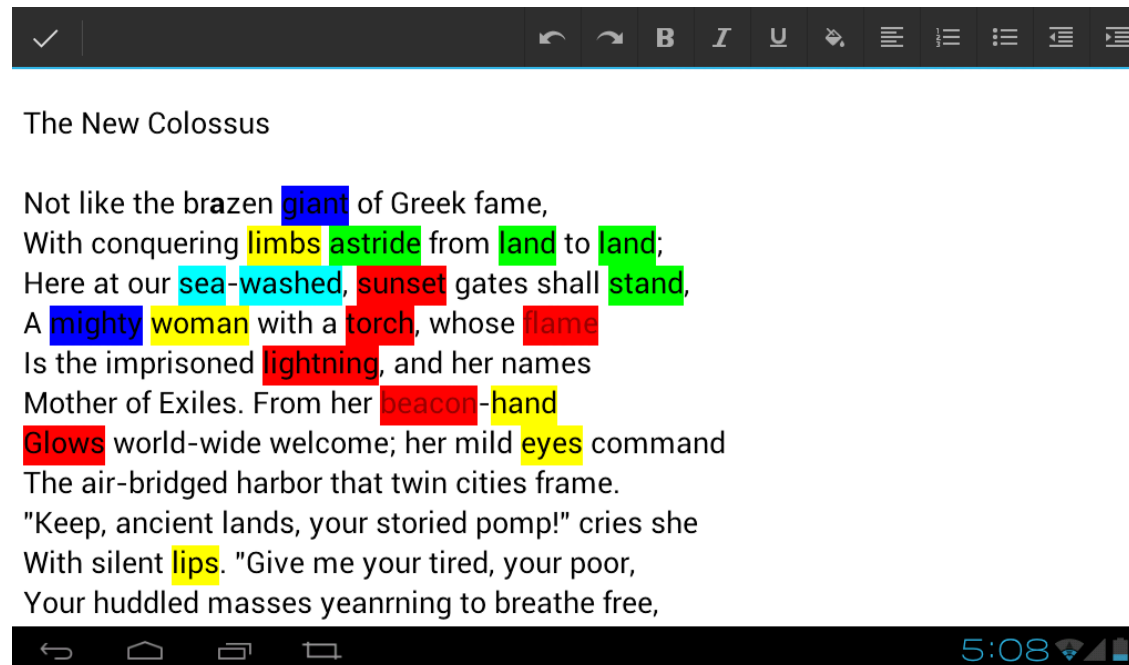 B I U
The New Colossus
Not like the brazen giant of Greek fame,
With conquering limbs astride from land to land;
Here at our sea-washed, sunset gates shall stand,
A mighty woman with a torch, whose flame
Is the imprisoned lightning, and her names
Mother of Exiles. From her beacon-hand
Glows world-wide welcome; her mild eyes command
The air-bridged harbor that twin cities frame.
"Keep, ancient lands, your storied pomp!" cries she
With silent lips. "Give me your tired, your poor,
Your huddled masses yeanrning to breathe free,
5:08